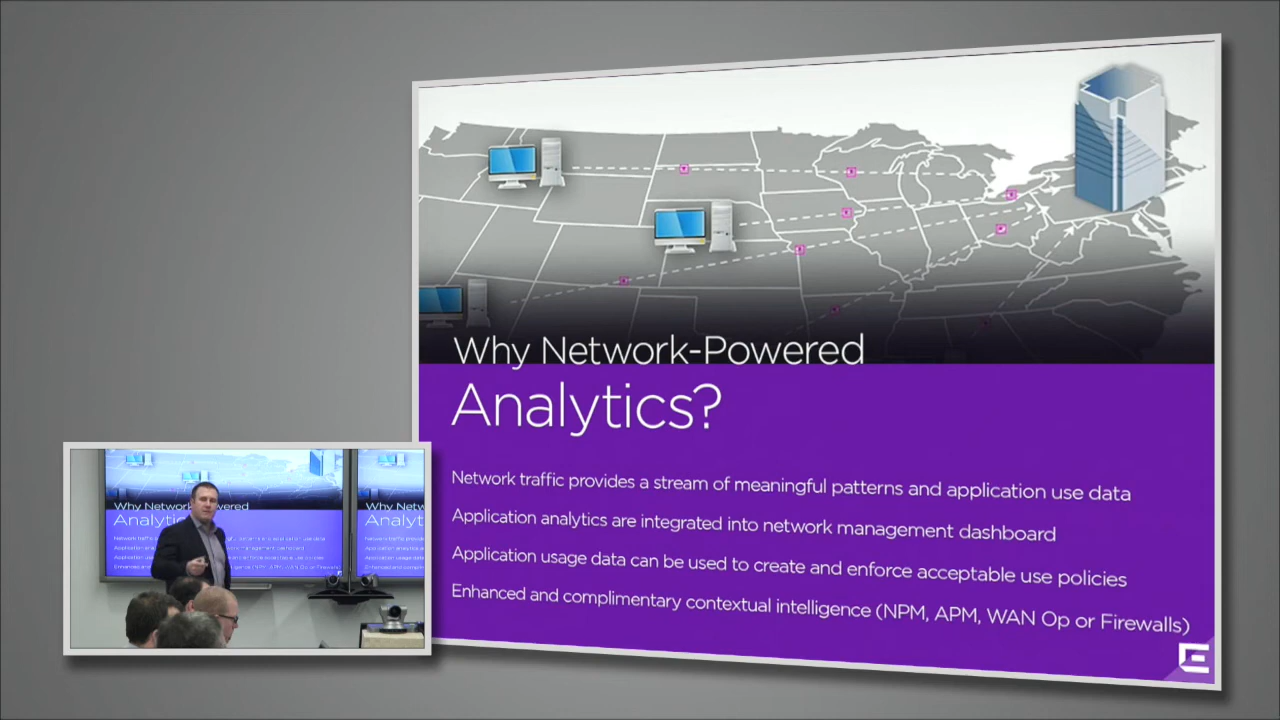 Why Network-Powered
Analytics?
Network traffic provides a stream of meaningful patterns and application use data
Application analytics are integrated into network management dashboard
Application usage data can be used to create and enforce acceptable use policies
Enhanced and complimentary contextual intelligence (NPM, APM, WAN Op or Firewalls)